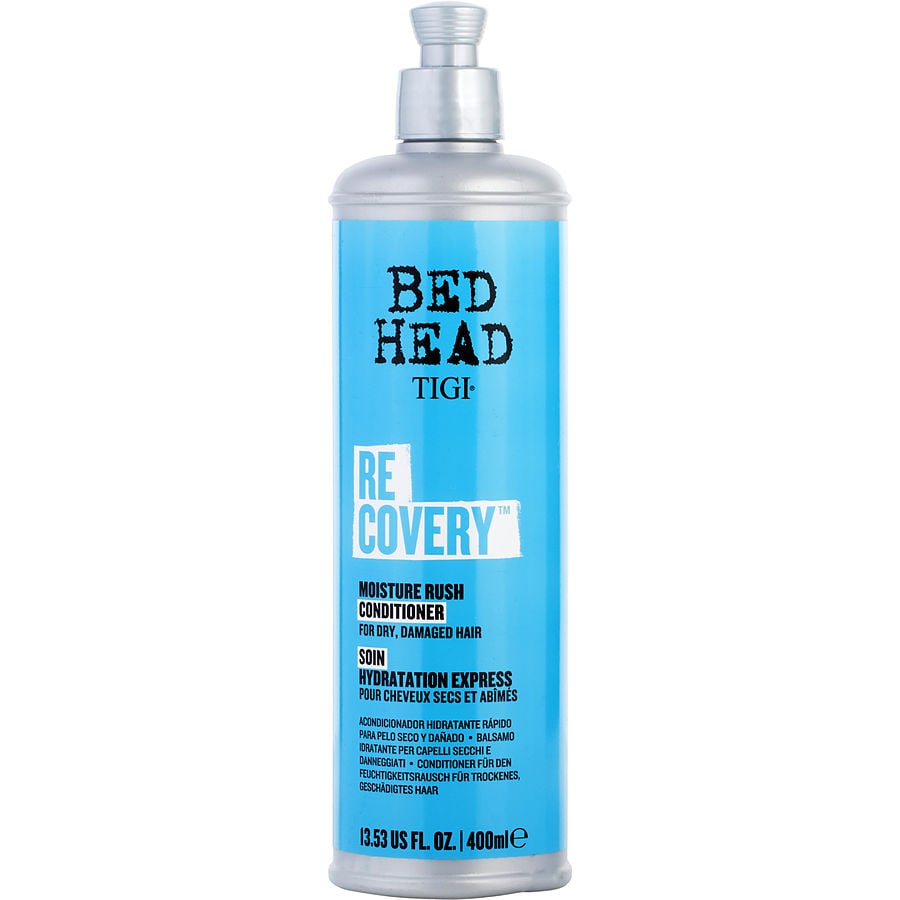 BED
HEAD
TIGI®
RE
COVERY™
MOISTURE RUSH
CONDITIONER
FOR DRY, DAMAGED HAIR
SOIN
HYDRATATION EXPRESS
POUR CHEVEUX SECS ET ABÎMÉS
ACONDICIONADOR HIDRATANTE RÁPIDO
PARA PELO SECO Y DAÑADO • BALSAMO
IDRATANTE PER CAPELLI SECCHI E
DANNEGGIATI • CONDITIONER FÜR DEN
FEUCHTIGKEITSRAUSCH FÜR TROCKENES,
GESCHÄDIGTES HAAR
13.53 US FL. OZ. | 400ml℮